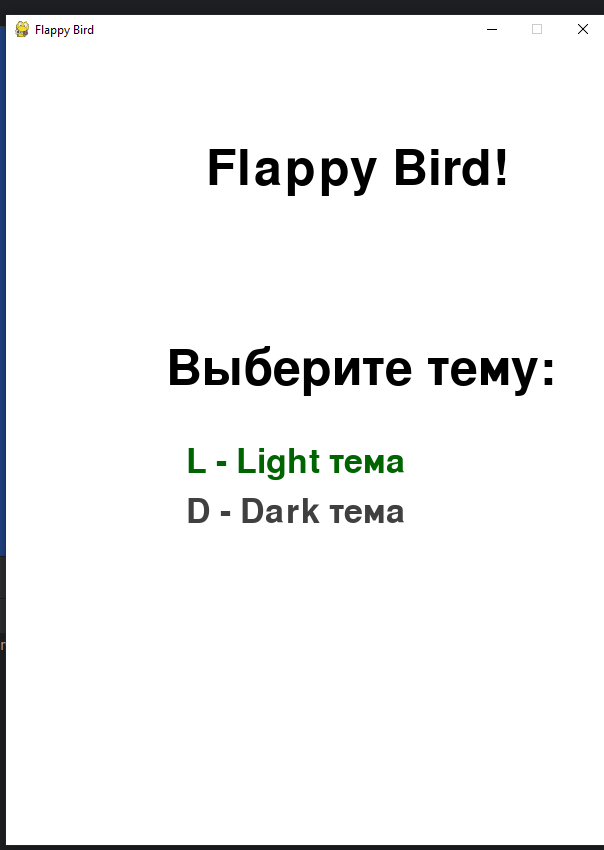 Flappy Bird
Flappy Bird!
Выберите тему:
L - Light тема
D - Dark тема